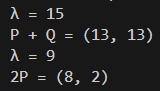 λ = 15
P + Q = (13, 13)
λ = 9
2P = (8, 2)